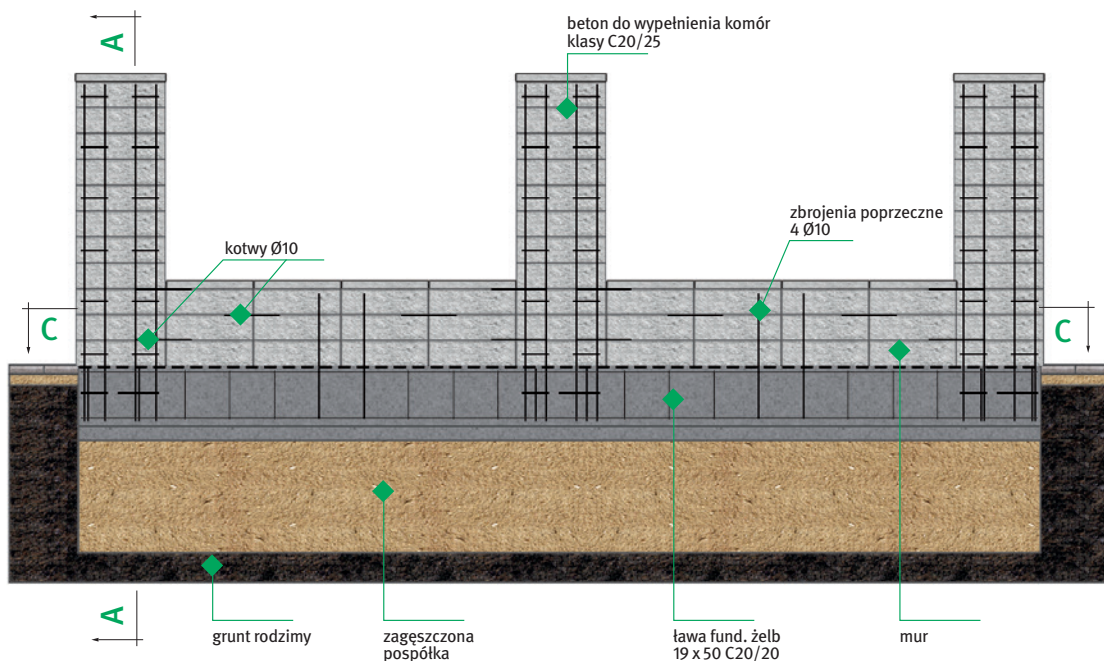 A
beton do wypełnienia komór
klasy C20/25
zbrojenia poprzeczne
4 Ø10
kotwy Ø10
C
C
A
grunt rodzimy
zagęszczona
pospółka
ława fund. żelb
19 x 50 C20/20
mur